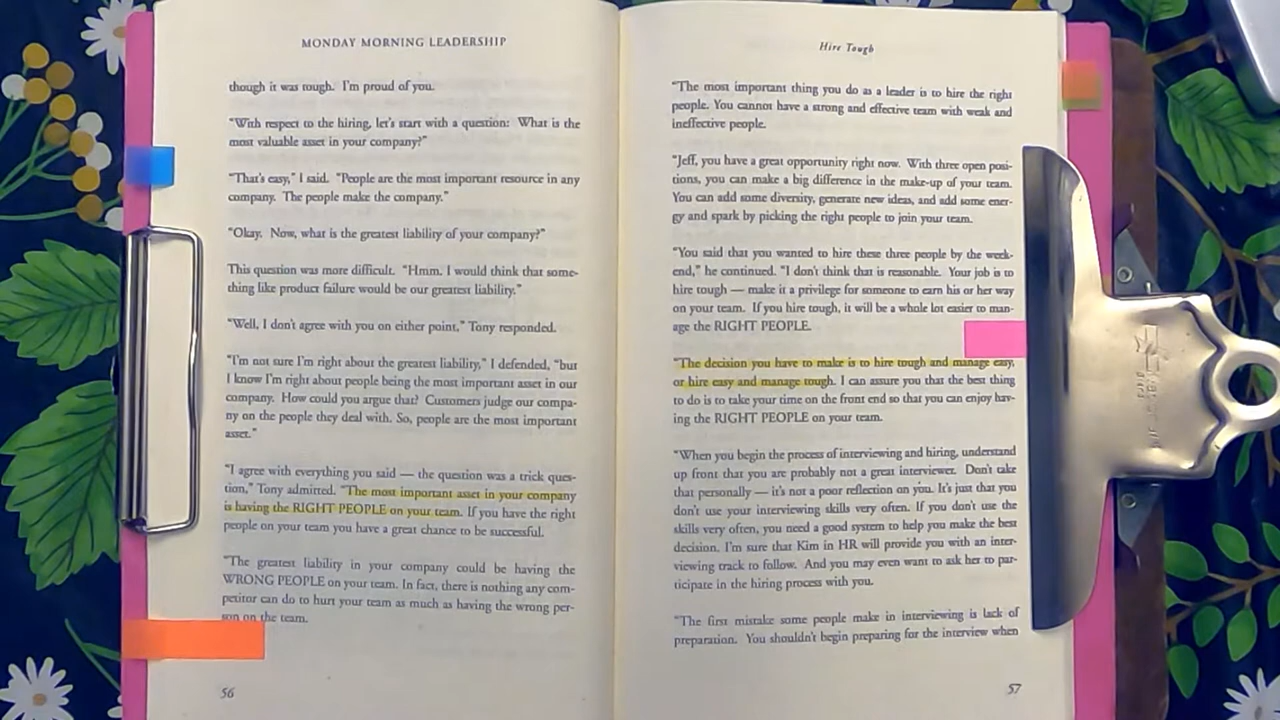 MONDAY MORNING LEADERSHIP
though it was tough. I'm proud of you.
"With respect to the hiring, let's start with a question: What is the
most valuable asset in your company?"
"That's easy," I said. "People are the most important resource in any
company. The people make the company."
"Okay. Now, what is the greatest liability of your company?"
This question was more difficult. "Hmm. I would think that some-
thing like product failure would be our greatest liability."
"Well, I don't agree with you on either point," Tony responded.
"I'm not sure I'm right about the greatest liability," I defended, "but
I know I'm right about people being the most important asset in our
company. How could you argue that? Customers judge our compa-
ny on the people they deal with. So, people are the most important
asset."
"I agree with everything you said — the question was a trick ques-
tion," Tony admitted. "The most important asset in your company
is having the RIGHT PEOPLE on your team. If you have the right
people on your team you have a great chance to be successful.
"The greatest liability in your company could be having the
WRONG PEOPLE on your team. In fact, there is nothing any com-
petitor can do to hurt your team as much as having the wrong per-
son on the team.
56
Hire Tough
"The most important thing you do as a leader is to hire the right
people. You cannot have a strong and effective team with weak and
ineffective people.
"Jeff, you have a great opportunity right now. With three open posi-
tions, you can make a big difference in the make-up of your team.
You can add some diversity, generate new ideas, and add some ener-
gy and spark by picking the right people to join your team.
"You said that you wanted to hire these three people by the week-
end," he continued. "I don't think that is reasonable. Your job is to
hire tough — make it a privilege for someone to earn his or her way
on your team. If you hire tough, it will be a whole lot easier to man-
age the RIGHT PEOPLE.
"The decision you have to make is to hire tough and manage easy,
or hire easy and manage tough. I can assure you that the best thing
to do is to take your time on the front end so that you can enjoy hav-
ing the RIGHT PEOPLE on your team.
"When you begin the process of interviewing and hiring, understand
up front that you are probably not a great interviewer. Don't take
that personally — it's not a poor reflection on you. It's just that you
don't use your interviewing skills very often. If you don't use the
skills very often, you need a good system to help you make the best
decision. I'm sure that Kim in HR will provide you with an inter-
viewing track to follow. And you may even want to ask her to par-
ticipate in the hiring process with you.
"The first mistake some people make in interviewing is lack of
preparation. You shouldn't begin preparing for the interview when
57